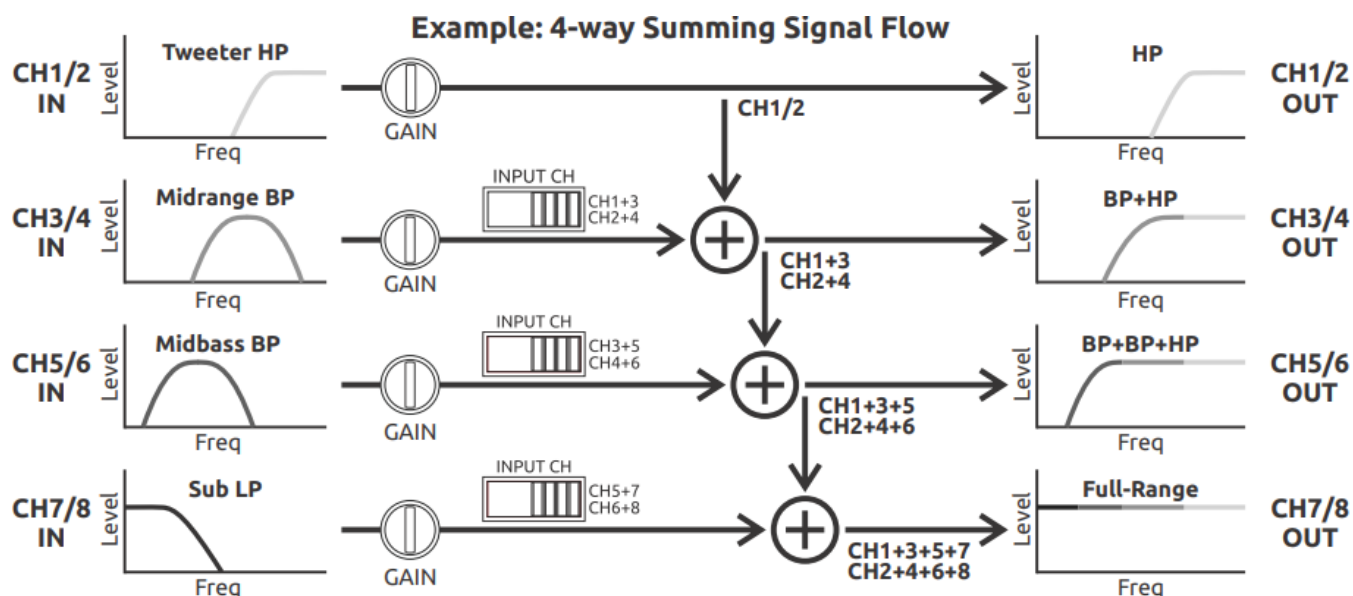 Example: 4-way Summing Signal Flow
CH1/2
IN
Level
Tweeter HP
Freq
GAIN
CH1/2
Level
HP
Freq
CH1/2
OUT
CH3/4
IN
Level
Midrange BP
Freq
GAIN
INPUT CH
CH1+3
CH2+4
CH1+3
CH2+4
Level
BP+HP
Freq
CH3/4
OUT
CH5/6
IN
Level
Midbass BP
Freq
GAIN
INPUT CH
CH3+5
CH4+6
CH1+3+5
CH2+4+6
Level
BP+BP+HP
Freq
CH5/6
OUT
CH7/8
IN
Level
Sub LP
Freq
GAIN
INPUT CH
CH5+7
CH6+8
CH1+3+5+7
CH2+4+6+8
Level
Full-Range
Freq
CH7/8
OUT